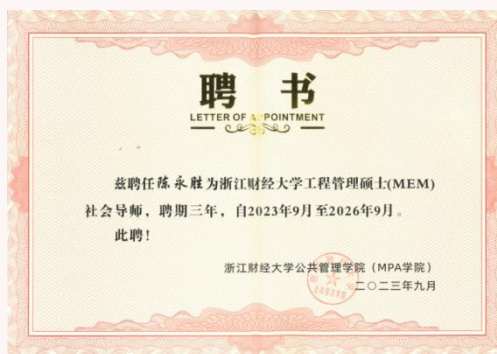 聘 书
LETTER OF APPOINTMENT
兹聘任陈永胜为浙江财经大学工程管理硕士(MEM)
社会导师，聘期三年，自2023年9月至2026年9月。
此聘！
浙江财经大学公共管理学院（MPA学院）
二〇二三年九月